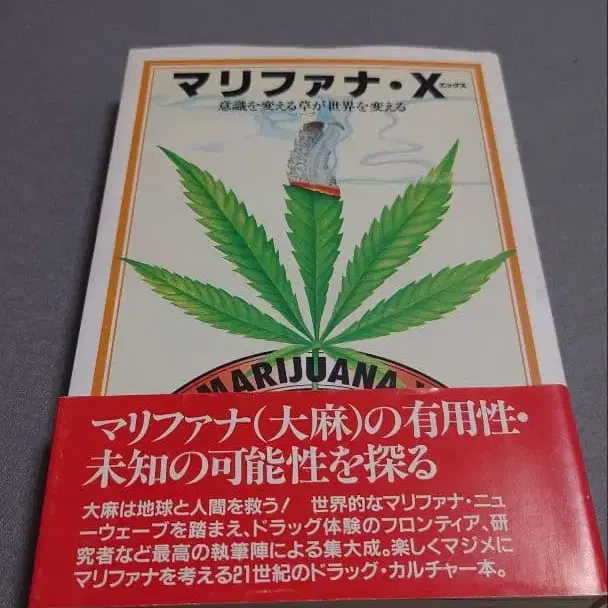 マリファナ・X エックス
意識を変える草が世界を変える
MARIJUANA
マリファナ(大麻)の有用性・
未知の可能性を探る
大麻は地球と人間を救う! 世界的なマリファナ・ニュ
ーウェーブを踏まえ、ドラッグ体験のフロンティア、研
究者など最高の執筆陣による集大成。楽しくマジメに
マリファナを考える21世紀のドラッグ・カルチャー本。